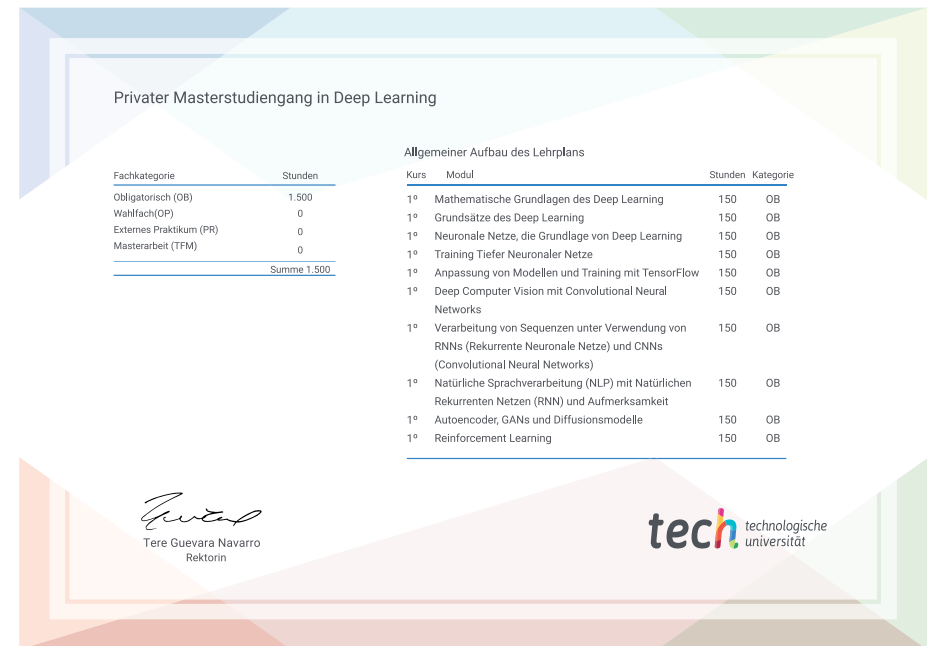 Privater Masterstudiengang in Deep Learning
Fachkategorie Stunden
Obligatorisch (OB) 1.500
Wahlfach(OP) 0
Externes Praktikum (PR) 0
Masterarbeit (TFM) 0
Summe 1.500
Allgemeiner Aufbau des Lehrplans
Kurs Modul Stunden Kategorie
1º Mathematische Grundlagen des Deep Learning 150 OB
1º Grundsätze des Deep Learning 150 OB
1º Neuronale Netze, die Grundlage von Deep Learning 150 OB
1º Training Tiefer Neuronaler Netze 150 OB
1º Anpassung von Modellen und Training mit TensorFlow 150 OB
1º Deep Computer Vision mit Convolutional Neural 150 OB
Networks
1º Verarbeitung von Sequenzen unter Verwendung von 150 OB
RNNs (Rekurrente Neuronale Netze) und CNNs
(Convolutional Neural Networks)
1º Natürliche Sprachverarbeitung (NLP) mit Natürlichen 150 OB
Rekurrenten Netzen (RNN) und Aufmerksamkeit
1º Autoencoder, GANs und Diffusionsmodelle 150 OB
1º Reinforcement Learning 150 OB
Tere Guevara Navarro
Rektorin
tech technologische
universität